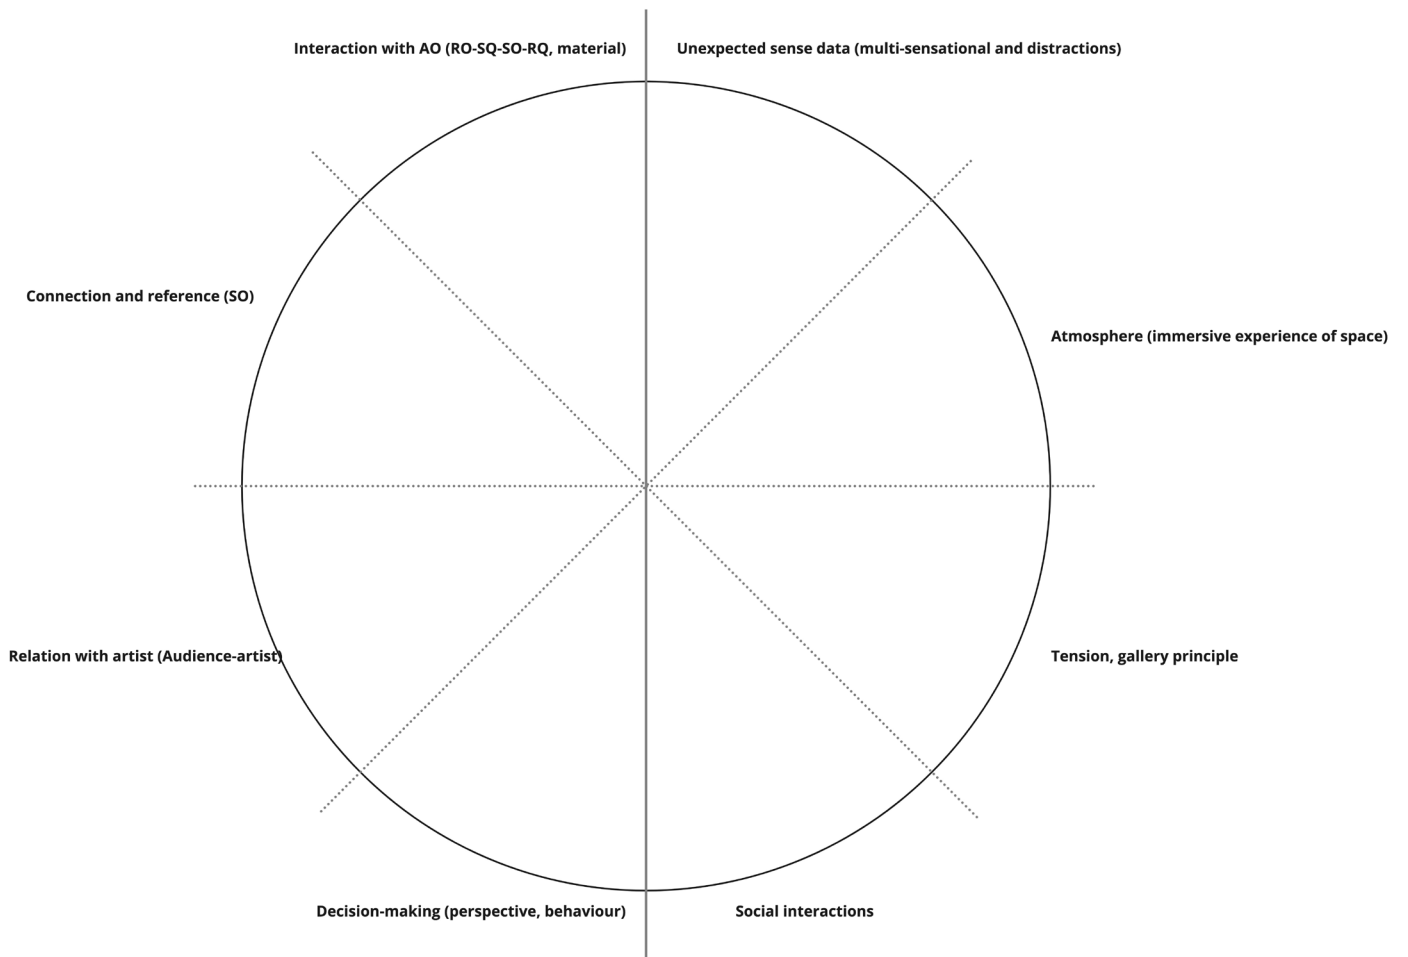 Interaction with AO (RO-SQ-SO-RQ, material)
Unexpected sense data (multi-sensational and distractions)
Connection and reference (SO)
Atmosphere (immersive experience of space)
Relation with artist (Audience-artist)
Tension, gallery principle
Decision-making (perspective, behaviour)
Social interactions